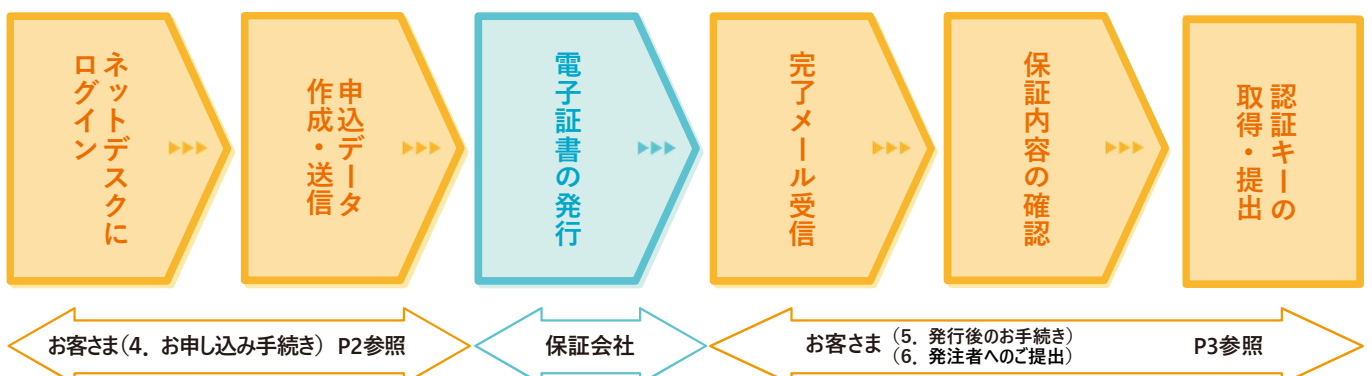 ネットデスクに
ログイン
申込データ
作成・送信
電子証書の発行
完了メール受信
保証内容の確認
認証キーの
取得・提出
お客さま(4．お申し込み手続き) P2参照
保証会社
お客さま (5．発行後のお手続き)
(6．発注者へのご提出) P3参照